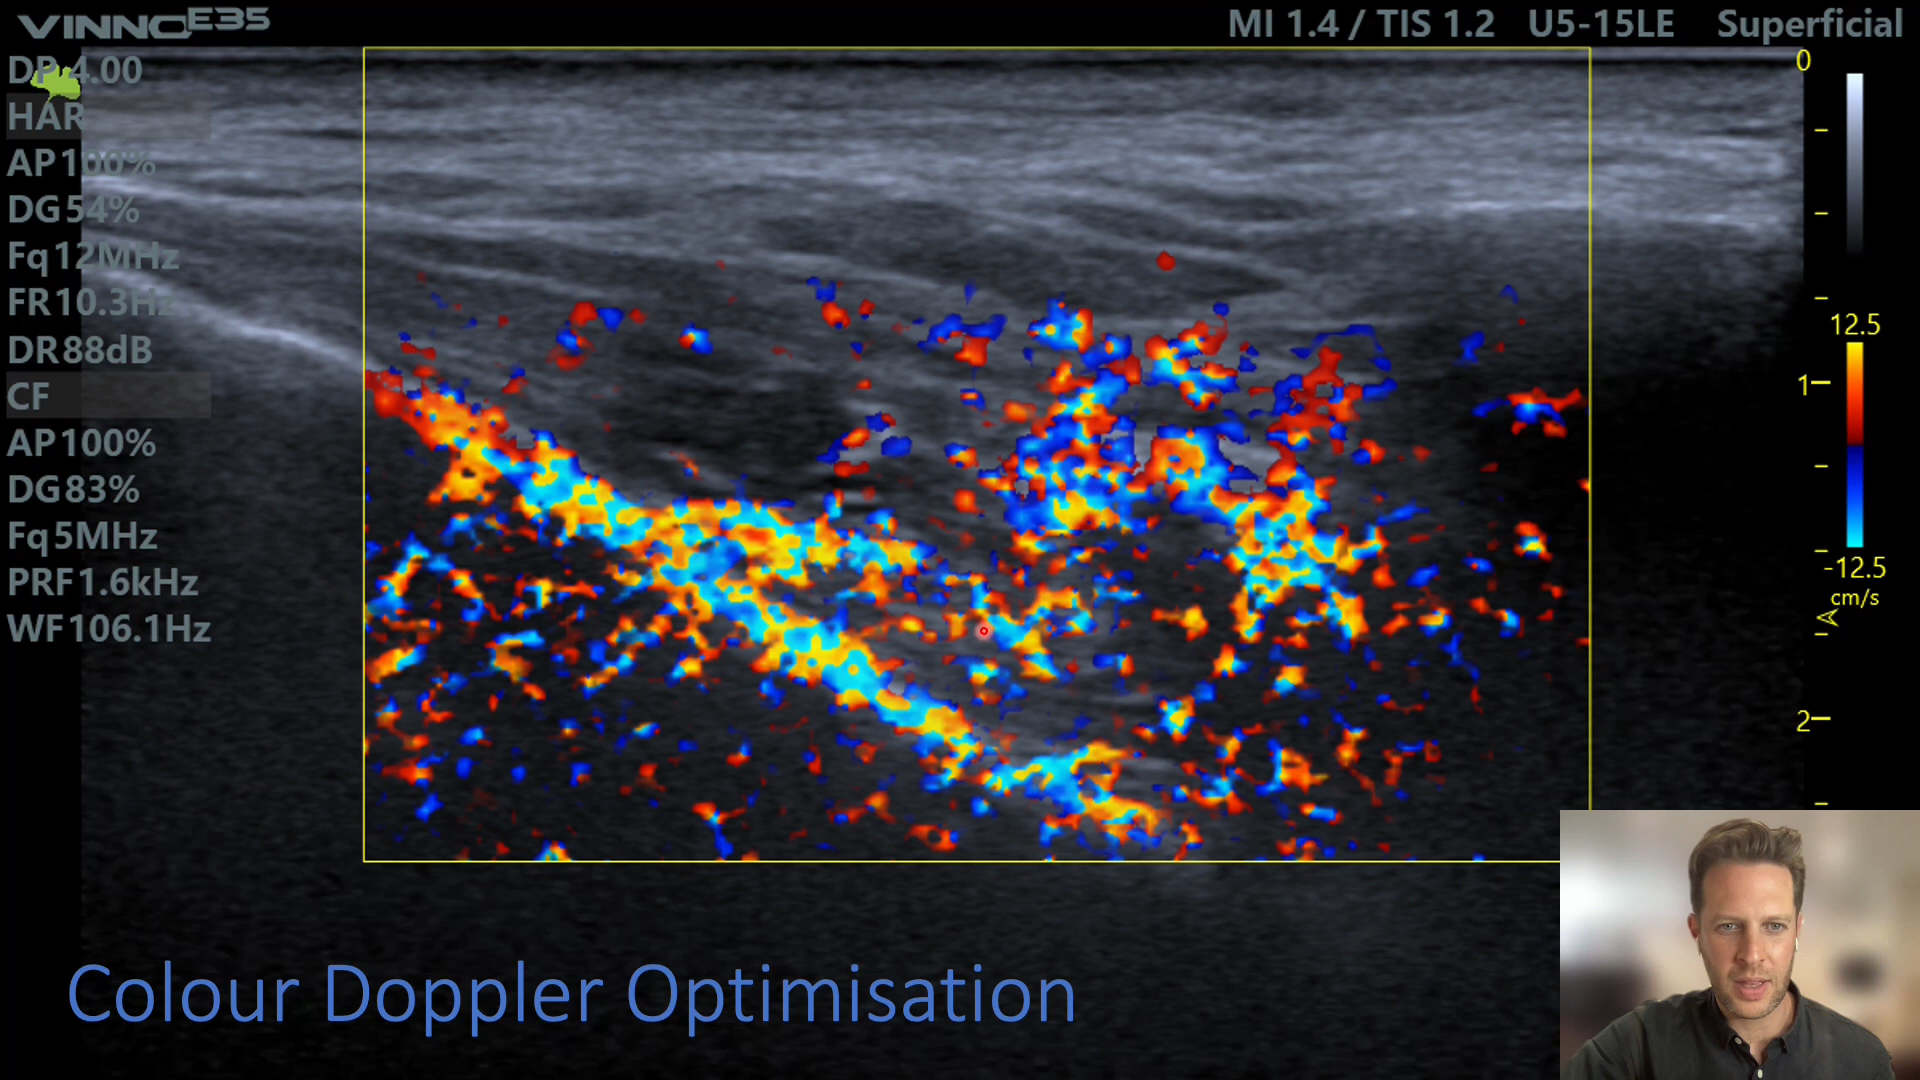 VINNO E35
MI 1.4 / TIS 1.2 U5-15LE Superficial
DP 4.00
HAR
AP 100%
DG 54%
Fq 12MHz
FR 10.3Hz
DR 88dB
CF
AP 100%
DG 83%
Fq 5MHz
PRF 1.6kHz
WF 106.1Hz
0
12.5
1
-12.5
cm/s
2
Colour Doppler Optimisation